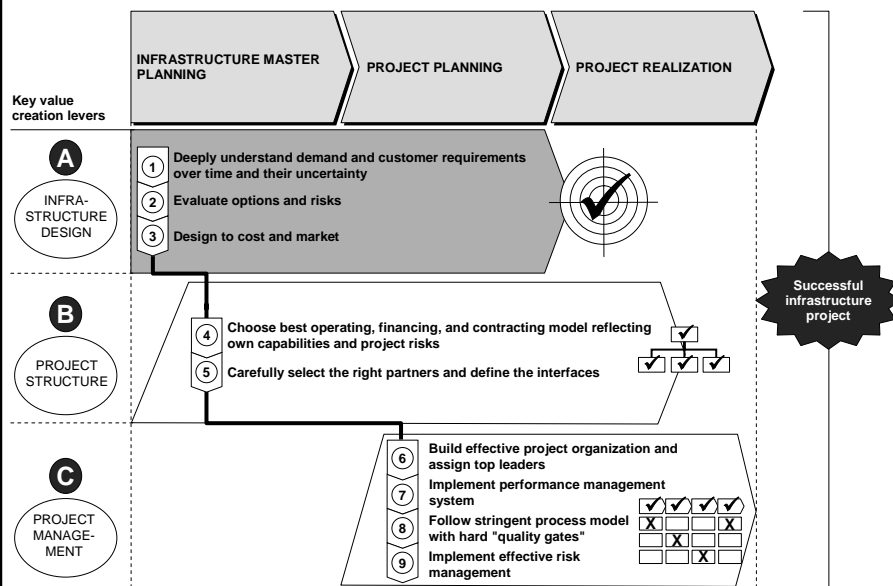 INFRASTRUCTURE MASTER
PLANNING
PROJECT PLANNING
PROJECT REALIZATION
Key value
creation levers
A
INFRA-
STRUCTURE
DESIGN
1
Deeply understand demand and customer requirements
over time and their uncertainty
2
Evaluate options and risks
3
Design to cost and market
B
PROJECT
STRUCTURE
4
Choose best operating, financing, and contracting model reflecting
own capabilities and project risks
5
Carefully select the right partners and define the interfaces
C
PROJECT
MANAGE-
MENT
6
Build effective project organization and
assign top leaders
7
Implement performance management
system
8
Follow stringent process model
with hard "quality gates"
9
Implement effective risk
management
X
X
X
X
Successful
infrastructure
project